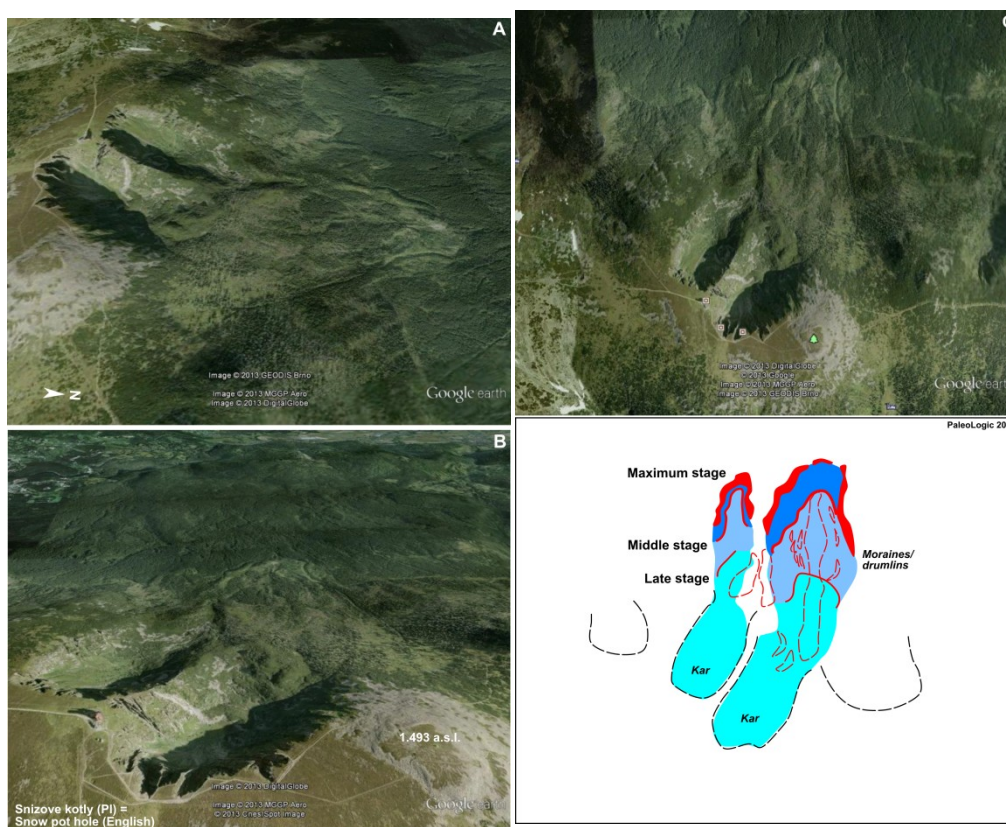 A
Image © 2013 GEODIS Brno
Image © 2013 MGGP Aero
Image © 2013 DigitalGlobe
Google earth
N
B
1.493 a.s.l.
Image © 2013 DigitalGlobe
Image © 2013 MGGP Aero
© 2013 Cnes/Spot Image
Google earth
Snizove kotly (Pl) =
Snow pot hole (English)
C
Image © 2013 DigitalGlobe
© 2013 Google
Image © 2013 MGGP Aero
Image © 2013 GEODIS Brno
Google earth
PaleoLogic 20
Maximum stage
Middle stage
Late stage
Moraines/
drumlins
Kar
Kar